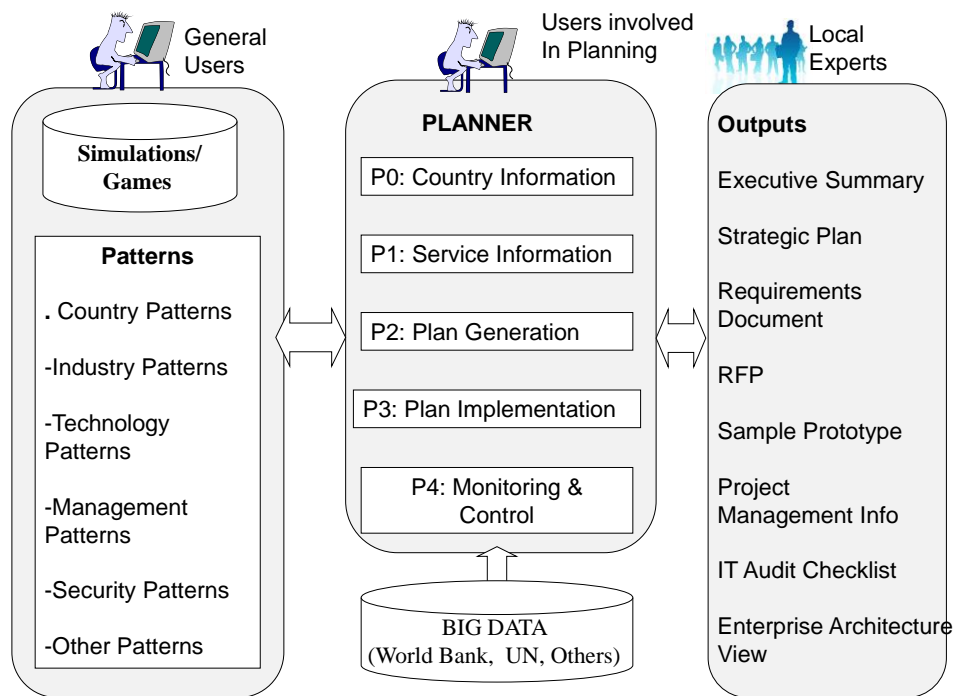 General
Users
Simulations/
Games
Patterns
. Country Patterns
-Industry Patterns
-Technology
Patterns
-Management
Patterns
-Security Patterns
-Other Patterns
Users involved
In Planning
PLANNER
P0: Country Information
P1: Service Information
P2: Plan Generation
P3: Plan Implementation
P4: Monitoring &
Control
BIG DATA
(World Bank, UN, Others)
Local
Experts
Outputs
Executive Summary
Strategic Plan
Requirements
Document
RFP
Sample Prototype
Project
Management Info
IT Audit Checklist
Enterprise Architecture
View